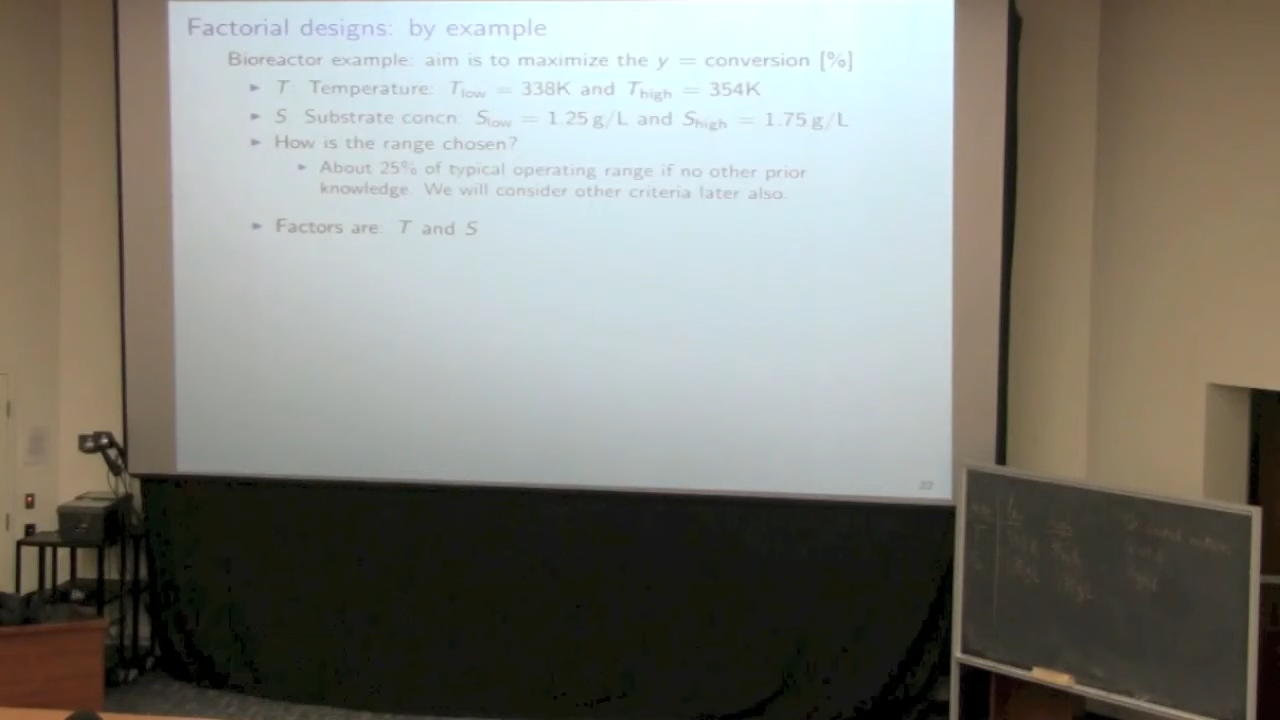 Factorial designs: by example
Bioreactor example: aim is to maximize the y = conversion [%]
► T Temperature: T_low = 338K and T_high = 354K
► S Substrate concn: S_low = 1.25 g/L and S_high = 1.75 g/L
► How is the range chosen?
► About 25% of typical operating range if no other prior
knowledge. We will consider other criteria later also.
► Factors are: T and S
22